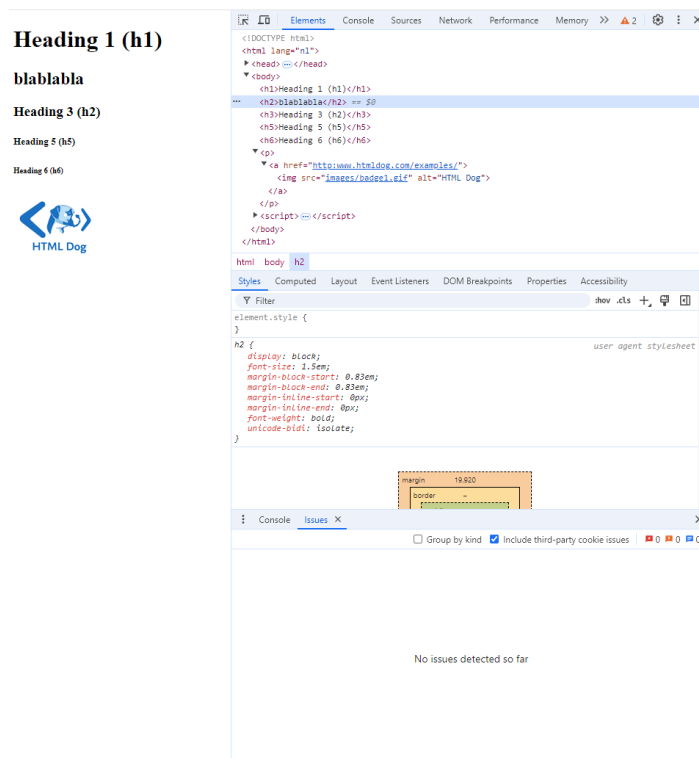 Heading 1 (h1)
blablabla
Heading 3 (h2)
Heading 5 (h5)
Heading 6 (h6)
HTML Dog
Elements Console Sources Network Performance Memory 2
<!DOCTYPE html>
<html lang="nl">
<head> ⋯ </head>
<body>
<h1>Heading 1 (h1)</h1>
<h2>blablabla</h2> == $0
<h3>Heading 3 (h2)</h3>
<h5>Heading 5 (h5)</h5>
<h6>Heading 6 (h6)</h6>
<p>
<a href="http:www.htmldog.com/examples/">
<img src="images/badge1.gif" alt="HTML Dog">
</a>
</p>
<script> ⋯ </script>
</body>
</html>
html body h2
Styles Computed Layout Event Listeners DOM Breakpoints Properties Accessibility
Filter :hov .cls
element.style {
}
h2 { user agent stylesheet
display: block;
font-size: 1.5em;
margin-block-start: 0.83em;
margin-block-end: 0.83em;
margin-inline-start: 0px;
margin-inline-end: 0px;
font-weight: bold;
unicode-bidi: isolate;
}
margin 19.920
border -
Console Issues
Group by kind Include third-party cookie issues 0 0 0
No issues detected so far